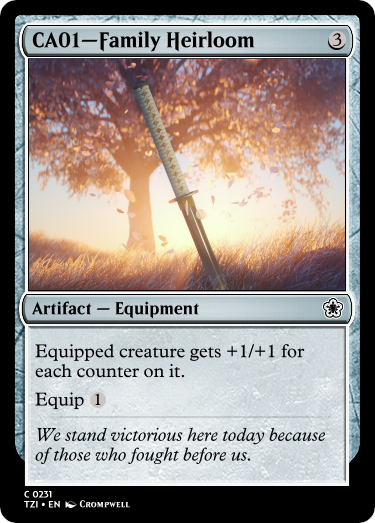 CA01—Family Heirloom 3
Artifact — Equipment
Equipped creature gets +1/+1 for
each counter on it.
Equip 1
We stand victorious here today because
of those who fought before us.
C 0231
TZI • EN Crompwell